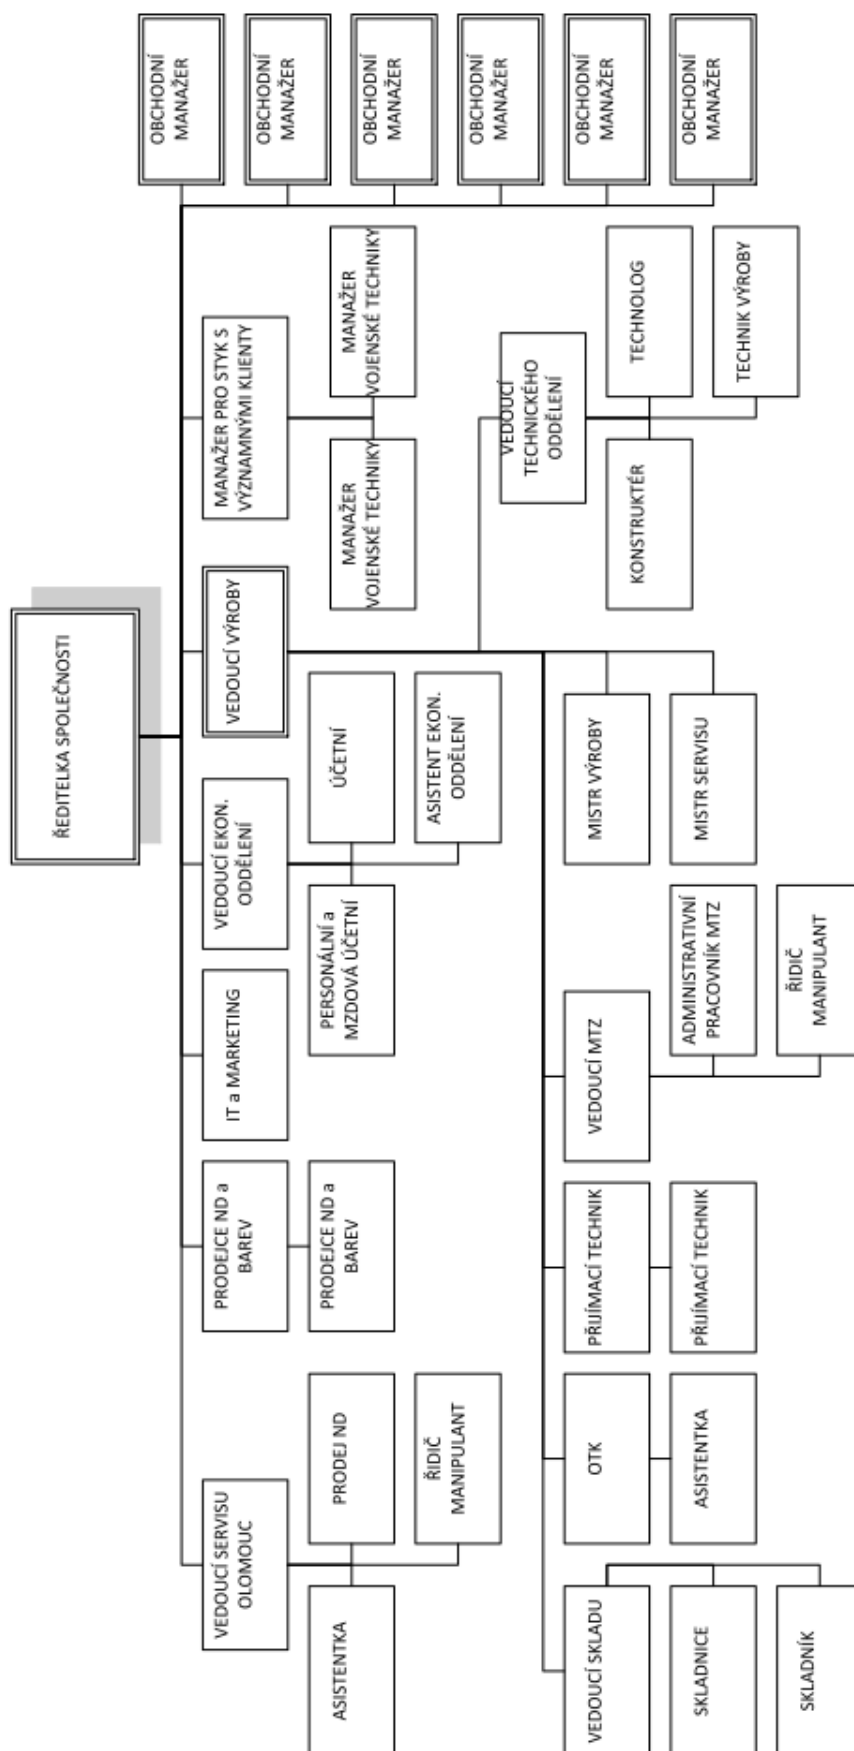 ŘEDITELKA SPOLEČNOSTI
VEDOUCÍ SERVISU
OLOMOUC
PRODEJCE ND a
BAREV
IT a MARKETING
VEDOUCÍ EKON.
ODDĚLENÍ
VEDOUCÍ VÝROBY
MANAŽER PRO STYK S
VÝZNAMNÝMI KLIENTY
OBCHODNÍ
MANAŽER
OBCHODNÍ
MANAŽER
OBCHODNÍ
MANAŽER
OBCHODNÍ
MANAŽER
OBCHODNÍ
MANAŽER
OBCHODNÍ
MANAŽER
ASISTENTKA
PRODEJ ND
ŘIDIČ
MANIPULANT
PRODEJCE ND a
BAREV
PERSONÁLNÍ a
MZDOVÁ ÚČETNÍ
ÚČETNÍ
ASISTENT EKON.
ODDĚLENÍ
MANAŽER
VOJENSKÉ TECHNIKY
MANAŽER
VOJENSKÉ TECHNIKY
VEDOUCÍ
TECHNICKÉHO
ODDĚLENÍ
KONSTRUKTÉR
TECHNOLOG
TECHNIK VÝROBY
VEDOUCÍ SKLADU
SKLADNICE
SKLADNÍK
OTK
ASISTENTKA
PŘIJÍMACÍ TECHNIK
PŘIJÍMACÍ TECHNIK
VEDOUCÍ MTZ
ADMINISTRATIVNÍ
PRACOVNÍK MTZ
ŘIDIČ
MANIPULANT
MISTR VÝROBY
MISTR SERVISU